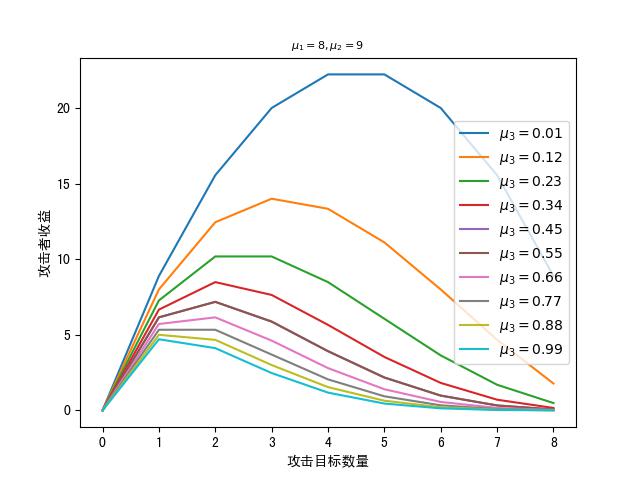 μ₁ = 8, μ₂ = 9
攻击者收益
20
15
10
5
0
μ₃ = 0.01
μ₃ = 0.12
μ₃ = 0.23
μ₃ = 0.34
μ₃ = 0.45
μ₃ = 0.55
μ₃ = 0.66
μ₃ = 0.77
μ₃ = 0.88
μ₃ = 0.99
0 1 2 3 4 5 6 7 8
攻击目标数量